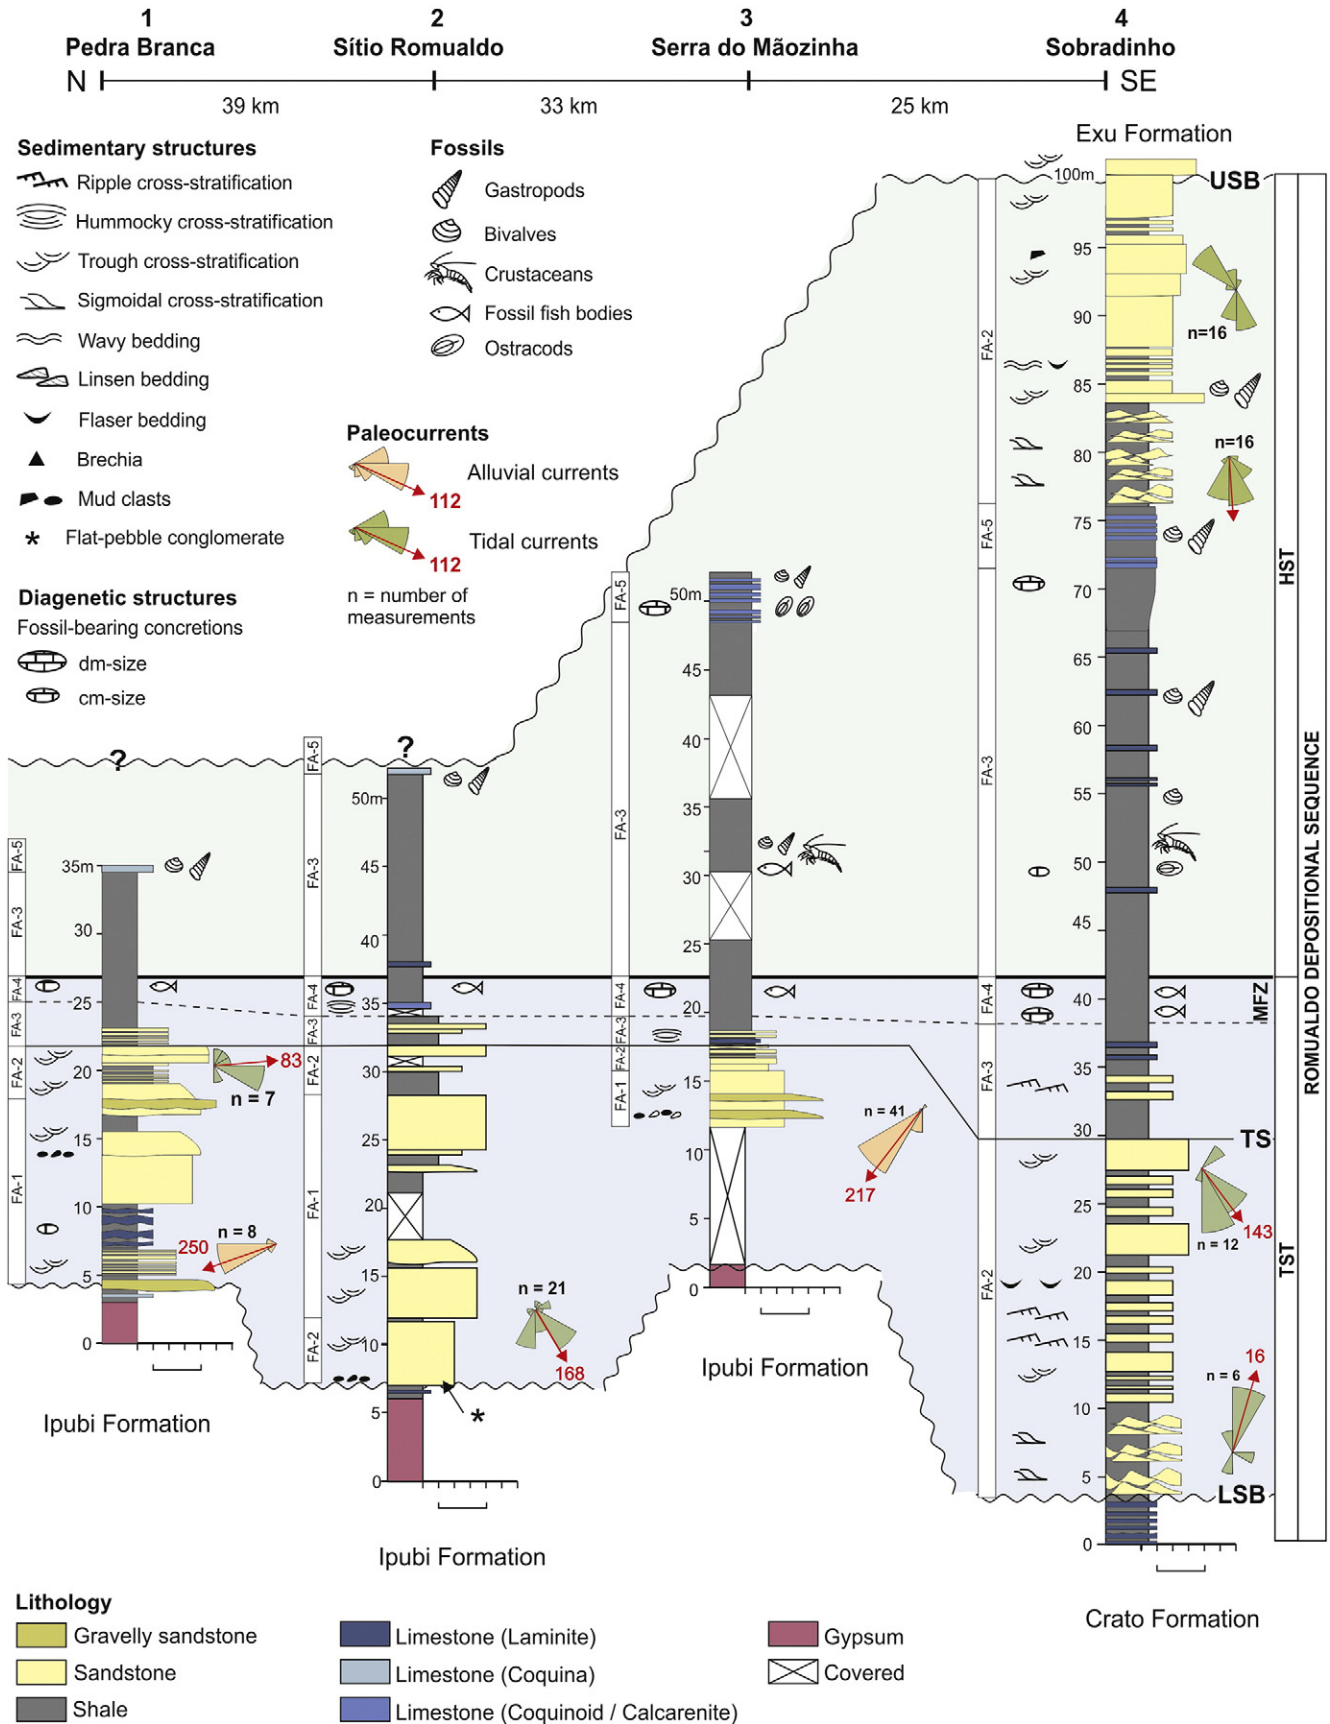 1
Pedra Branca
2
Sítio Romualdo
3
Serra do Mãozinha
4
Sobradinho
N
SE
39 km
33 km
25 km
Sedimentary structures
Ripple cross-stratification
Hummocky cross-stratification
Trough cross-stratification
Sigmoidal cross-stratification
Wavy bedding
Linsen bedding
Flaser bedding
Brechia
Mud clasts
* Flat-pebble conglomerate
Diagenetic structures
Fossil-bearing concretions
dm-size
cm-size
Fossils
Gastropods
Bivalves
Crustaceans
Fossil fish bodies
Ostracods
Paleocurrents
Alluvial currents
112
Tidal currents
112
n = number of
measurements
?
FA-5
FA-3
FA-4
FA-3
FA-2
FA-1
35m
30
25
20
15
10
5
0
83
n = 7
n = 8
250
Ipubi Formation
?
FA-5
FA-3
FA-4
FA-3
FA-2
FA-1
FA-2
50m
45
40
35
30
25
20
15
10
5
0
n = 21
168
*
Ipubi Formation
FA-5
FA-3
FA-4
FA-3
FA-2
FA-1
50m
45
40
35
30
25
20
15
10
5
0
n = 41
217
Ipubi Formation
Exu Formation
USB
FA-2
FA-5
FA-3
FA-4
FA-3
FA-2
100m
95
90
85
80
75
70
65
60
55
50
45
40
35
30
25
20
15
10
5
0
n=16
n=16
143
n = 12
16
n = 6
MFZ
TS
LSB
HST
TST
ROMUALDO DEPOSITIONAL SEQUENCE
Crato Formation
Lithology
Gravelly sandstone
Sandstone
Shale
Limestone (Laminite)
Limestone (Coquina)
Limestone (Coquinoid / Calcarenite)
Gypsum
Covered